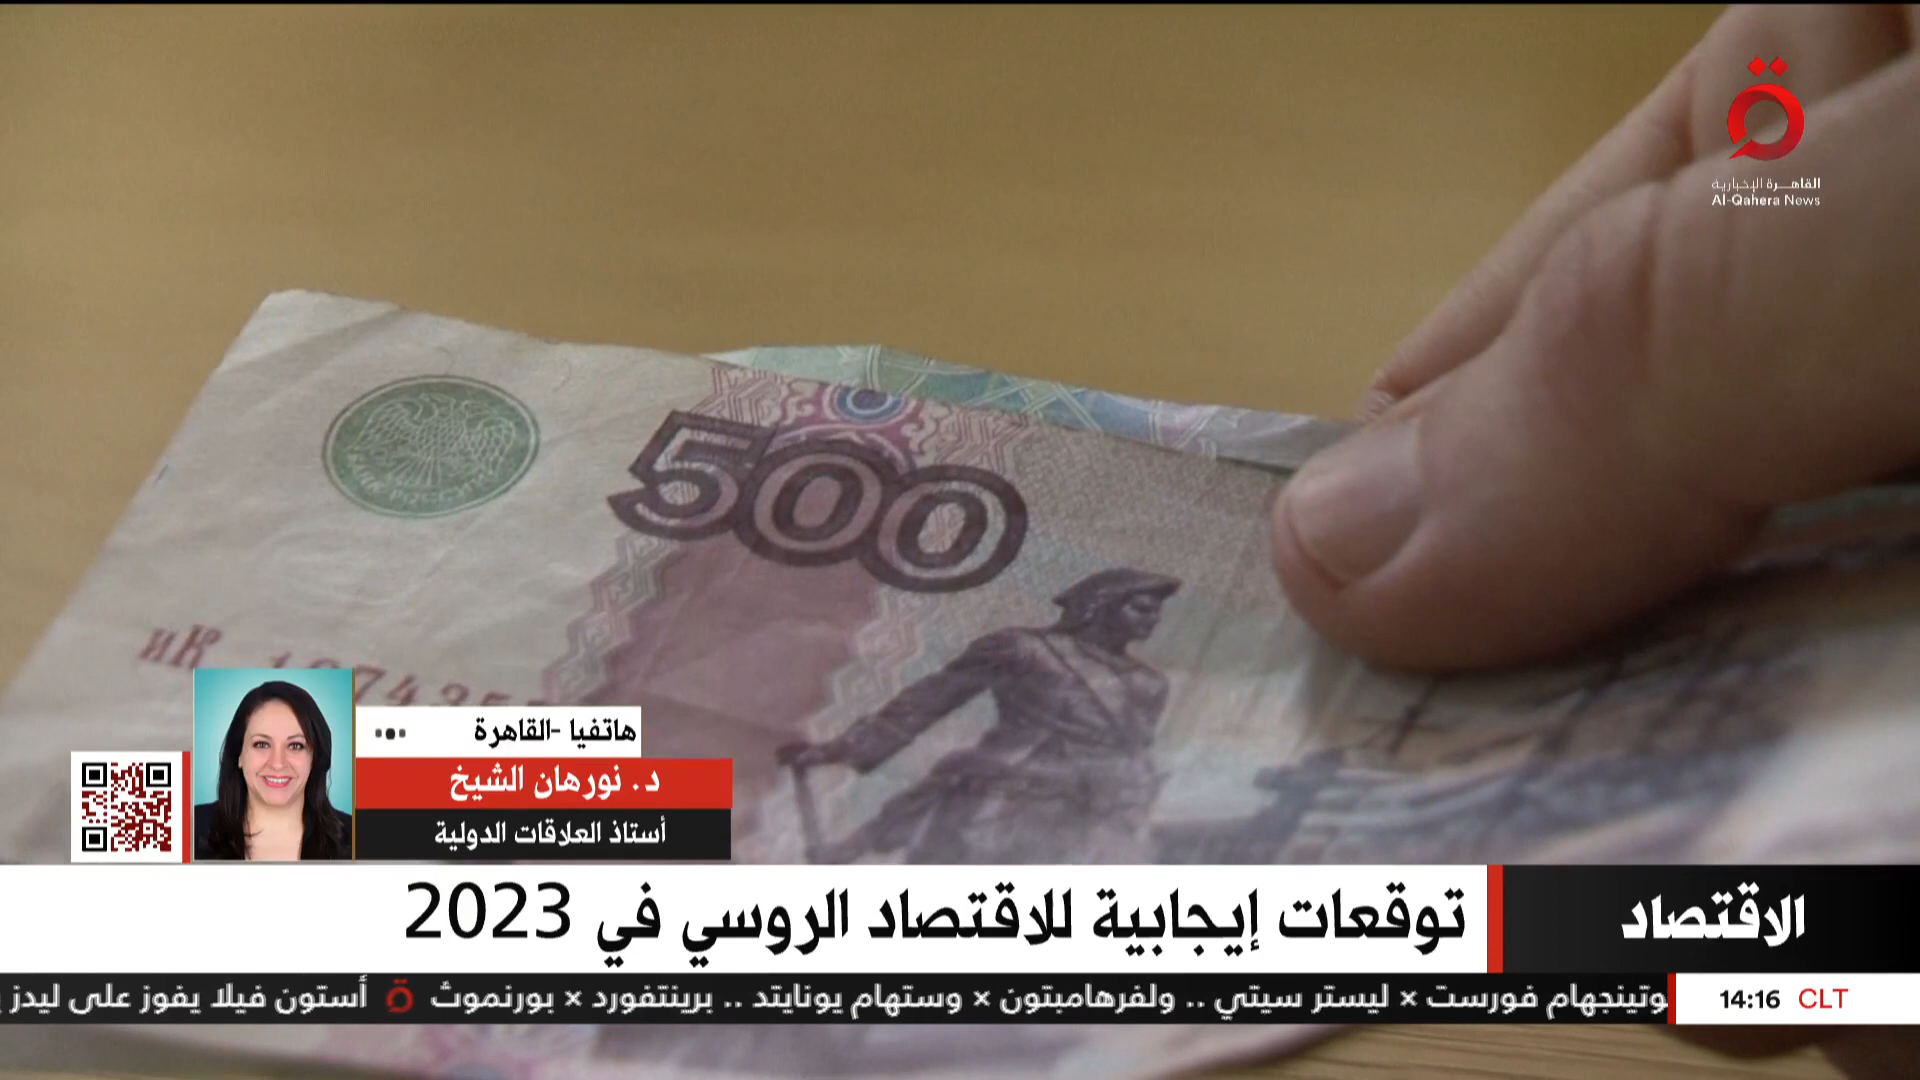 القاهرة الإخبارية
Al-Qahera News
500
ик
هاتفيا -القاهرة
د. نورهان الشيخ
أستاذ العلاقات الدولية
الاقتصاد
توقعات إيجابية للاقتصاد الروسي في 2023
14:16 CLT
وتينجهام فورست × ليستر سيتي .. ولفرهامبتون × وستهام يونايتد .. برينتفورد × بورنموث أستون فيلا يفوز على ليدز